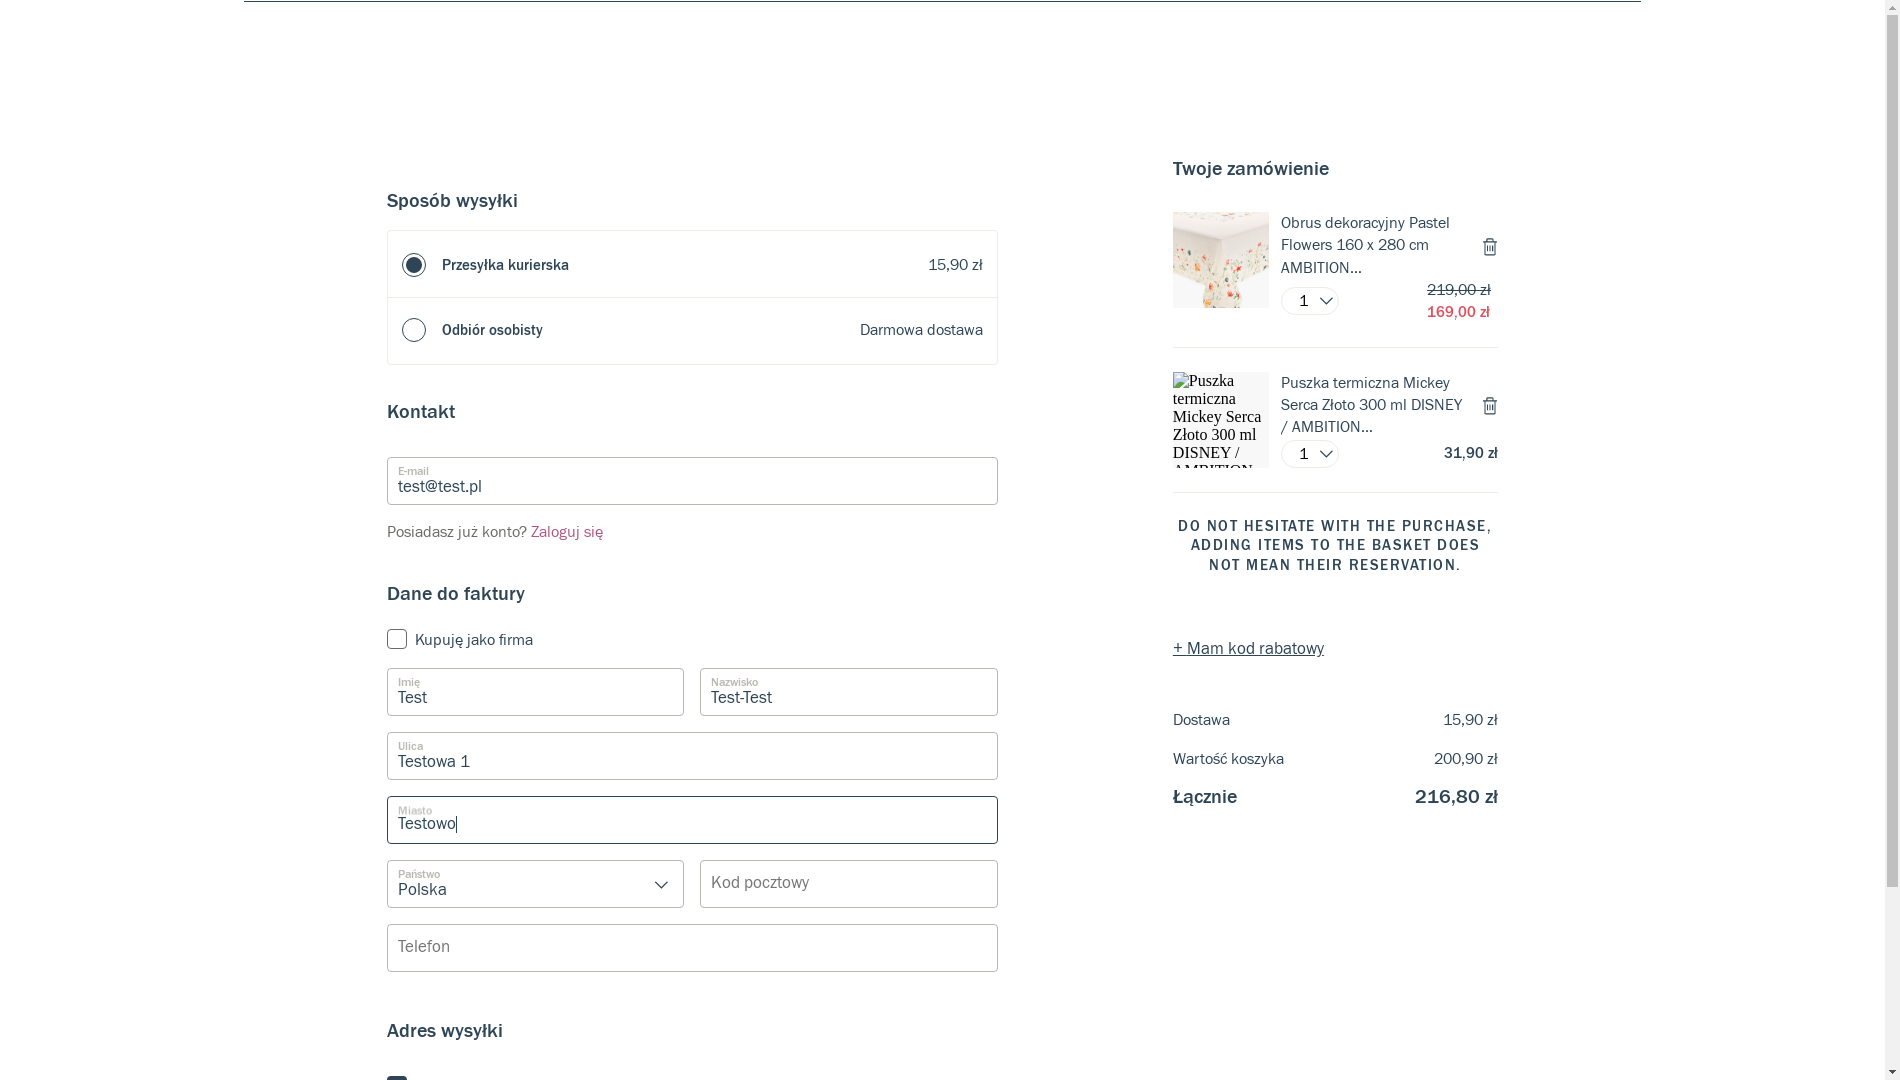 Sposób wysyłki
Przesyłka kurierska 15,90 zł
Odbiór osobisty Darmowa dostawa
Kontakt
E-mail
test@test.pl
Posiadasz już konto? Zaloguj się
Dane do faktury
Kupuję jako firma
Imię
Test
Nazwisko
Test-Test
Ulica
Testowa 1
Miasto
Testowo
Państwo
Polska
Kod pocztowy
Telefon
Adres wysyłki
Twoje zamówienie
Obrus dekoracyjny Pastel
Flowers 160 x 280 cm
AMBITION...
1
219,00 zł
169,00 zł
Puszka
termiczna
Mickey Serca
Złoto 300 ml
DISNEY /
AMBITION
Puszka termiczna Mickey
Serca Złoto 300 ml DISNEY
/ AMBITION...
1
31,90 zł
DO NOT HESITATE WITH THE PURCHASE,
ADDING ITEMS TO THE BASKET DOES
NOT MEAN THEIR RESERVATION.
+ Mam kod rabatowy
Dostawa 15,90 zł
Wartość koszyka 200,90 zł
Łącznie 216,80 zł